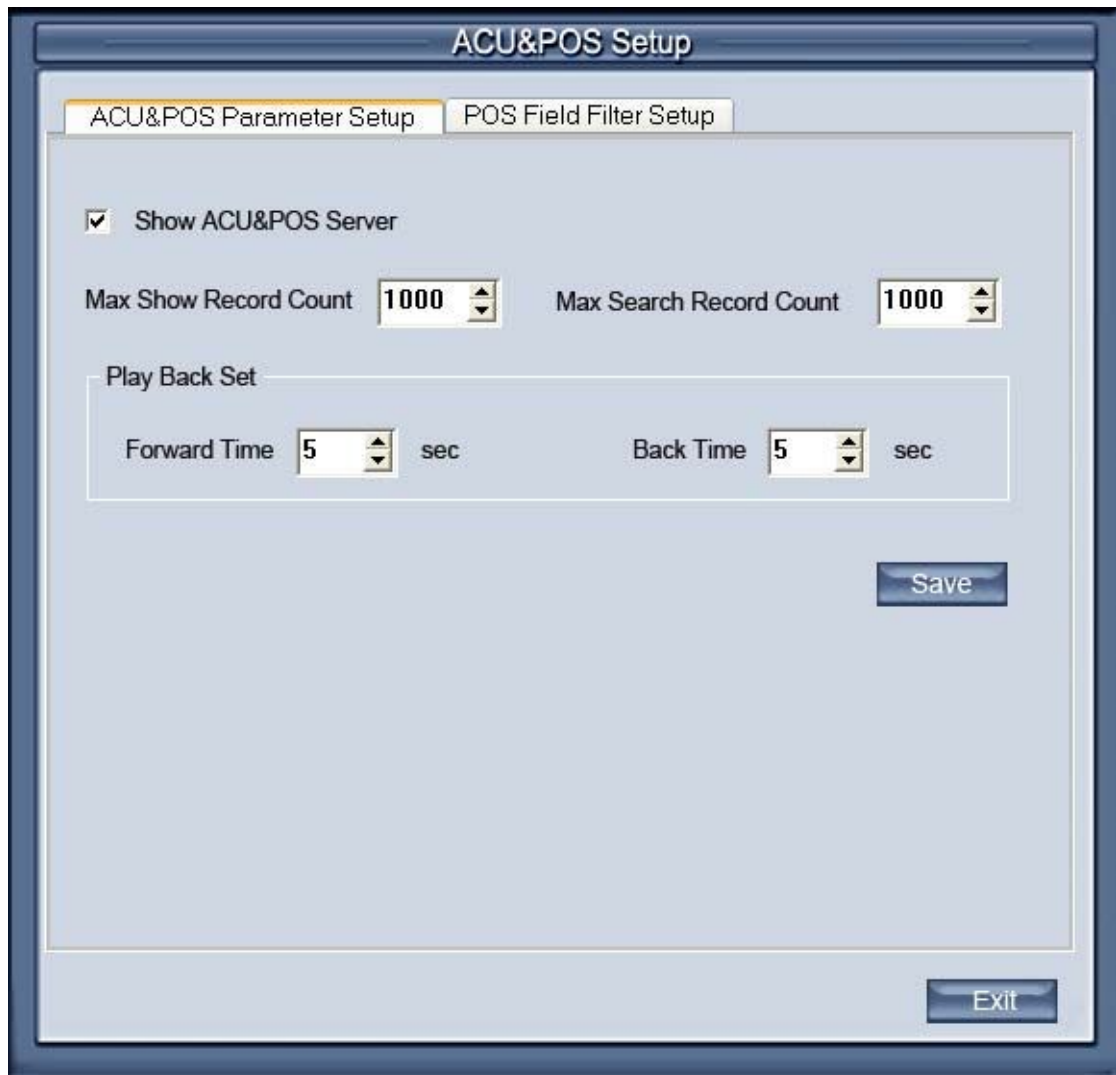 ACU&POS Setup
ACU&POS Parameter Setup POS Field Filter Setup
Show ACU&POS Server
Max Show Record Count 1000 Max Search Record Count 1000
Play Back Set
Forward Time 5 sec Back Time 5 sec
Save
Exit